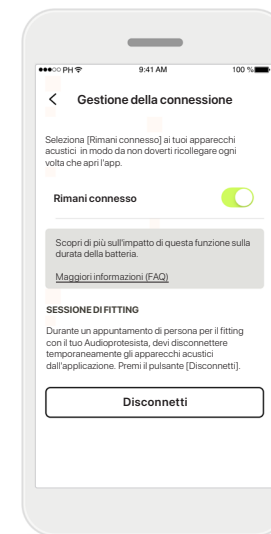 PH 9:41 AM 100 %
Gestione della connessione
Seleziona [Rimani connesso] ai tuoi apparecchi
acustici in modo da non doverti ricollegare ogni
volta che apri l'app.
Rimani connesso
Scopri di più sull'impatto di questa funzione sulla
durata della batteria.
Maggiori informazioni (FAQ)
SESSIONE DI FITTING
Durante un appuntamento di persona per il fitting
con il tuo Audioprotesista, devi disconnettere
temporaneamente gli apparecchi acustici
dall'applicazione. Premi il pulsante [Disconnetti].
Disconnetti